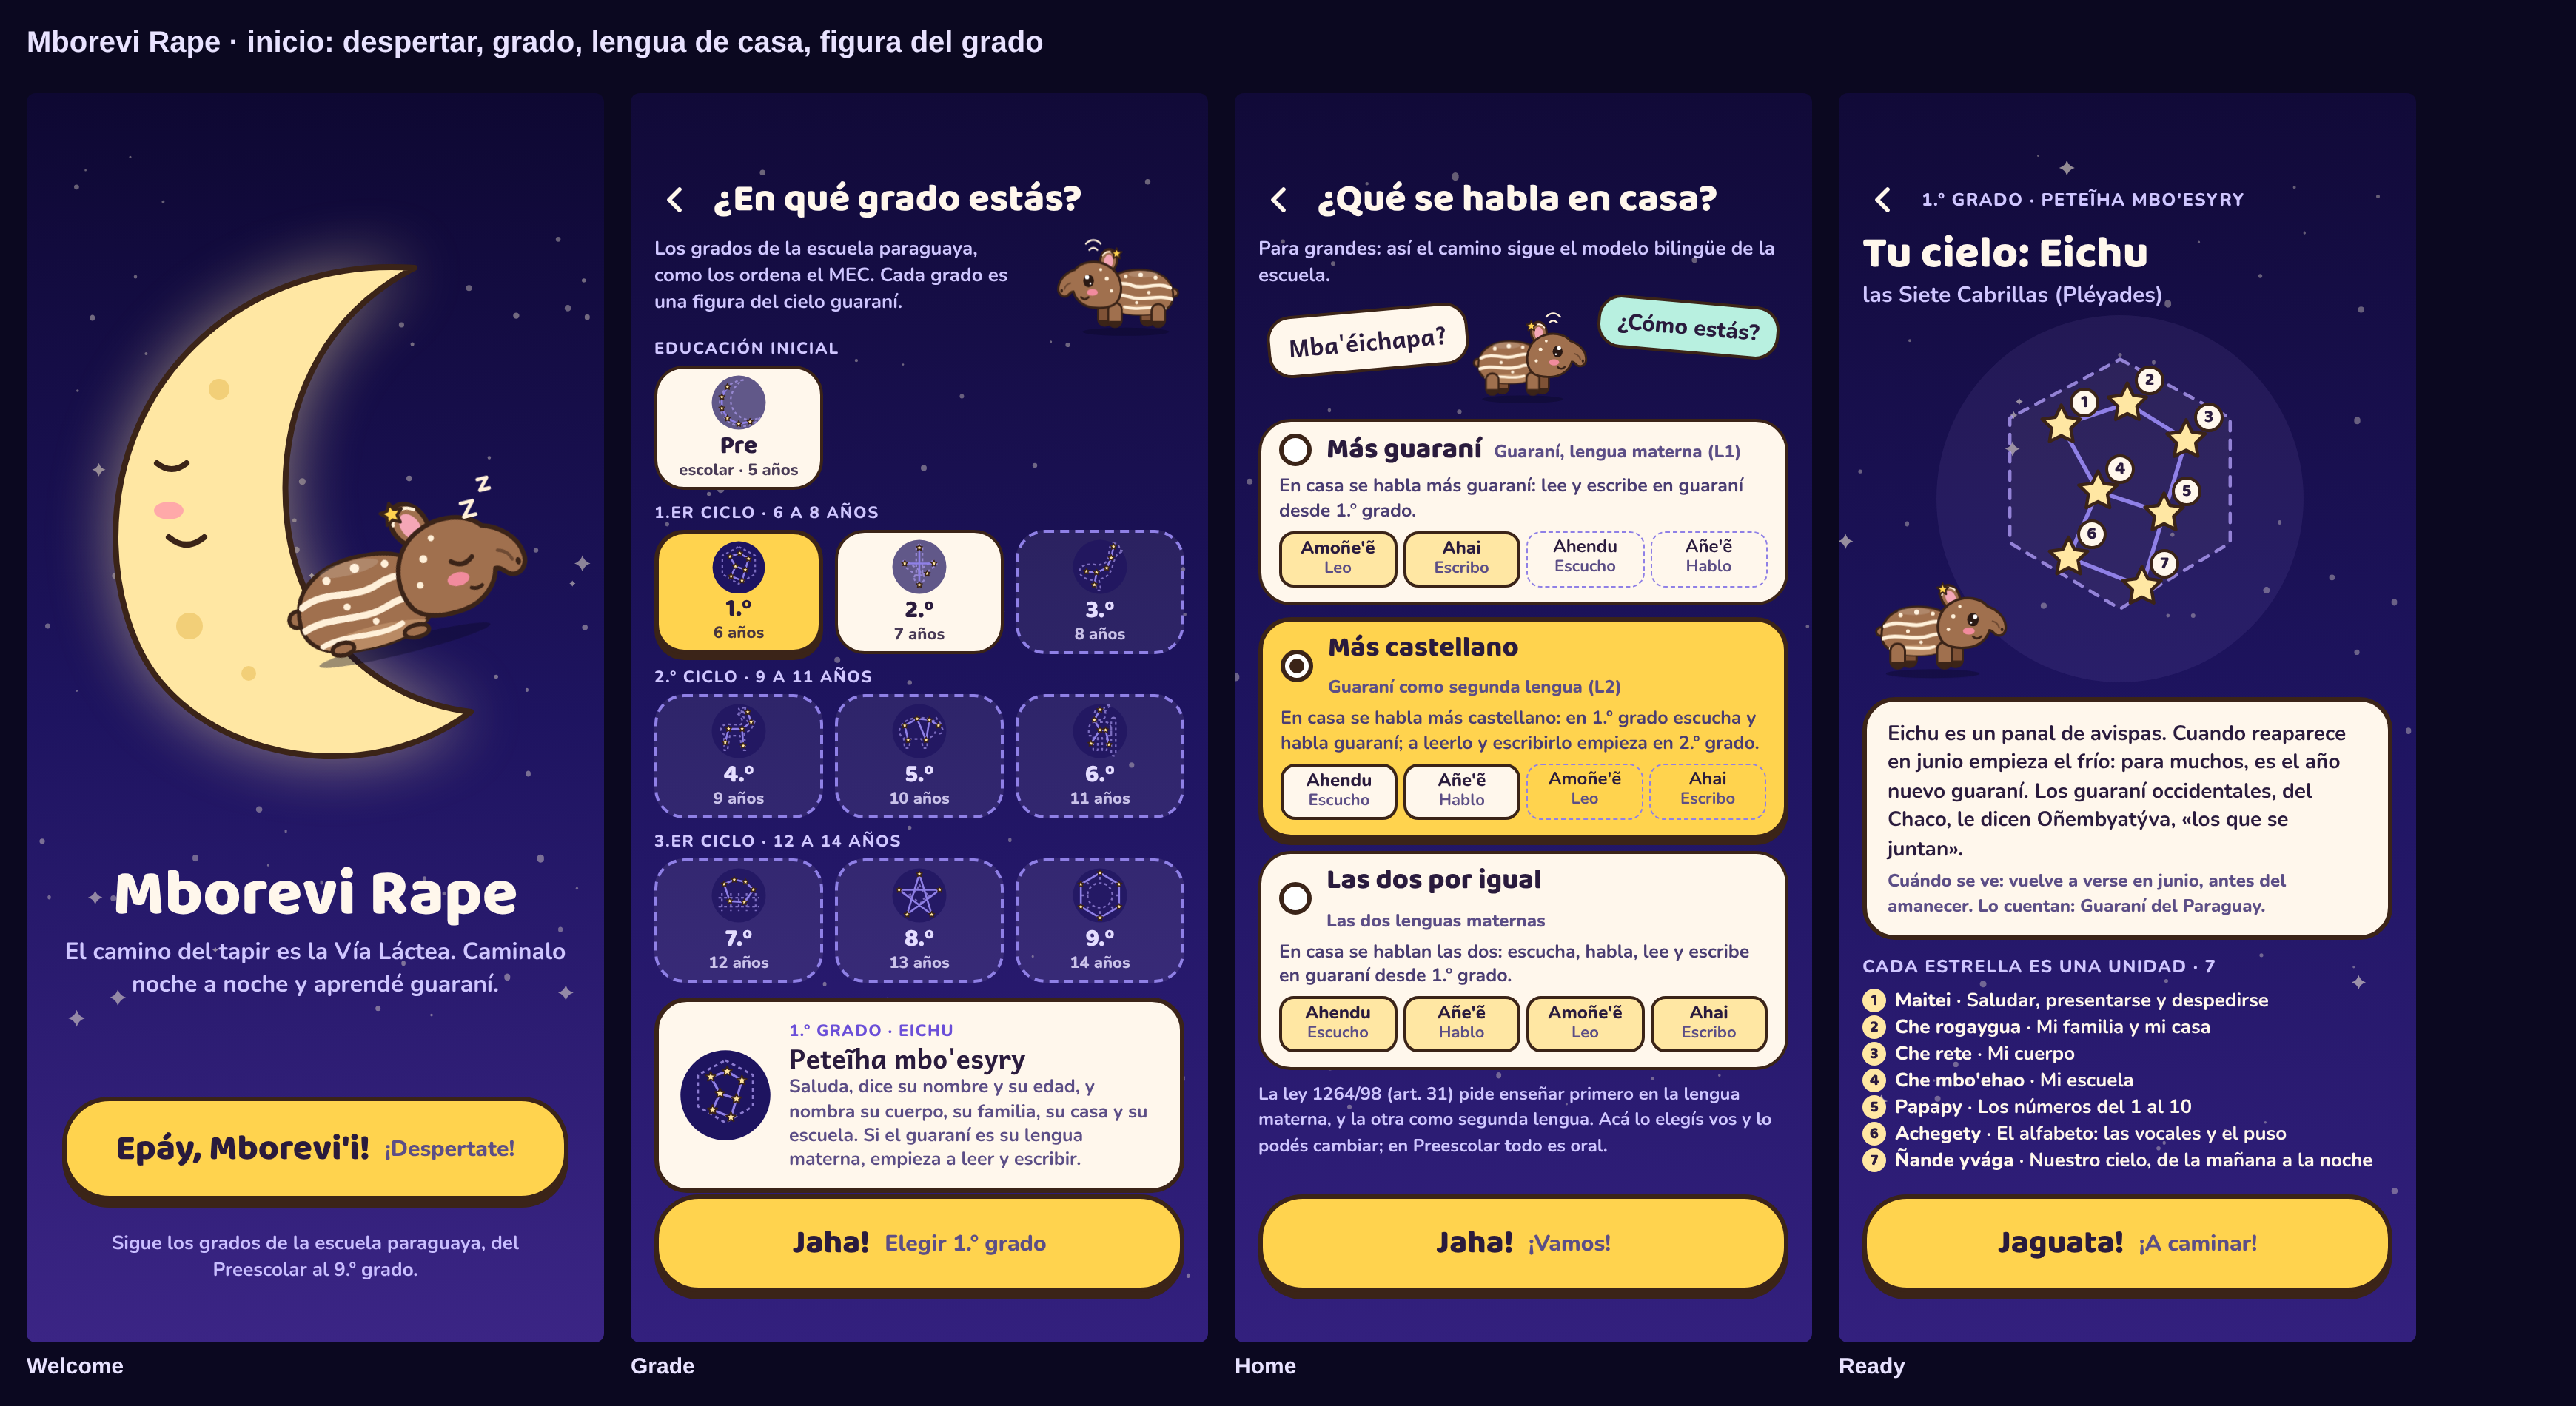 Mborevi Rape · inicio: despertar, grado, lengua de casa, figura del grado
z
z
Mborevi Rape
El camino del tapir es la Vía Láctea. Caminalo
noche a noche y aprendé guaraní.
Epáy, Mborevi'i! ¡Despertate!
Sigue los grados de la escuela paraguaya, del
Preescolar al 9.º grado.
Welcome
¿En qué grado estás?
Los grados de la escuela paraguaya,
como los ordena el MEC. Cada grado es
una figura del cielo guaraní.
EDUCACIÓN INICIAL
Pre
escolar · 5 años
1.ER CICLO · 6 A 8 AÑOS
1.º
6 años
2.º
7 años
3.º
8 años
2.º CICLO · 9 A 11 AÑOS
4.º
9 años
5.º
10 años
6.º
11 años
3.ER CICLO · 12 A 14 AÑOS
7.º
12 años
8.º
13 años
9.º
14 años
1.º GRADO · EICHU
Peteĩha mbo'esyry
Saluda, dice su nombre y su edad, y
nombra su cuerpo, su familia, su casa y su
escuela. Si el guaraní es su lengua
materna, empieza a leer y escribir.
Jaha! Elegir 1.º grado
Grade
¿Qué se habla en casa?
Para grandes: así el camino sigue el modelo bilingüe de la
escuela.
Mba'éichapa?
¿Cómo estás?
Más guaraní Guaraní, lengua materna (L1)
En casa se habla más guaraní: lee y escribe en guaraní
desde 1.º grado.
Amoñe'ẽ
Leo
Ahai
Escribo
Ahendu
Escucho
Añe'ẽ
Hablo
Más castellano
Guaraní como segunda lengua (L2)
En casa se habla más castellano: en 1.º grado escucha y
habla guaraní; a leerlo y escribirlo empieza en 2.º grado.
Ahendu
Escucho
Añe'ẽ
Hablo
Amoñe'ẽ
Leo
Ahai
Escribo
Las dos por igual
Las dos lenguas maternas
En casa se hablan las dos: escucha, habla, lee y escribe
en guaraní desde 1.º grado.
Ahendu
Escucho
Añe'ẽ
Hablo
Amoñe'ẽ
Leo
Ahai
Escribo
La ley 1264/98 (art. 31) pide enseñar primero en la lengua
materna, y la otra como segunda lengua. Acá lo elegís vos y lo
podés cambiar; en Preescolar todo es oral.
Jaha! ¡Vamos!
Home
1.º GRADO · PETEĨHA MBO'ESYRY
Tu cielo: Eichu
las Siete Cabrillas (Pléyades)
1
2
3
4
5
6
7
Eichu es un panal de avispas. Cuando reaparece
en junio empieza el frío: para muchos, es el año
nuevo guaraní. Los guaraní occidentales, del
Chaco, le dicen Oñembyatýva, «los que se
juntan».
Cuándo se ve: vuelve a verse en junio, antes del
amanecer. Lo cuentan: Guaraní del Paraguay.
CADA ESTRELLA ES UNA UNIDAD · 7
1 Maitei · Saludar, presentarse y despedirse
2 Che rogaygua · Mi familia y mi casa
3 Che rete · Mi cuerpo
4 Che mbo'ehao · Mi escuela
5 Papapy · Los números del 1 al 10
6 Achegety · El alfabeto: las vocales y el puso
7 Ñande yvága · Nuestro cielo, de la mañana a la noche
Jaguata! ¡A caminar!
Ready